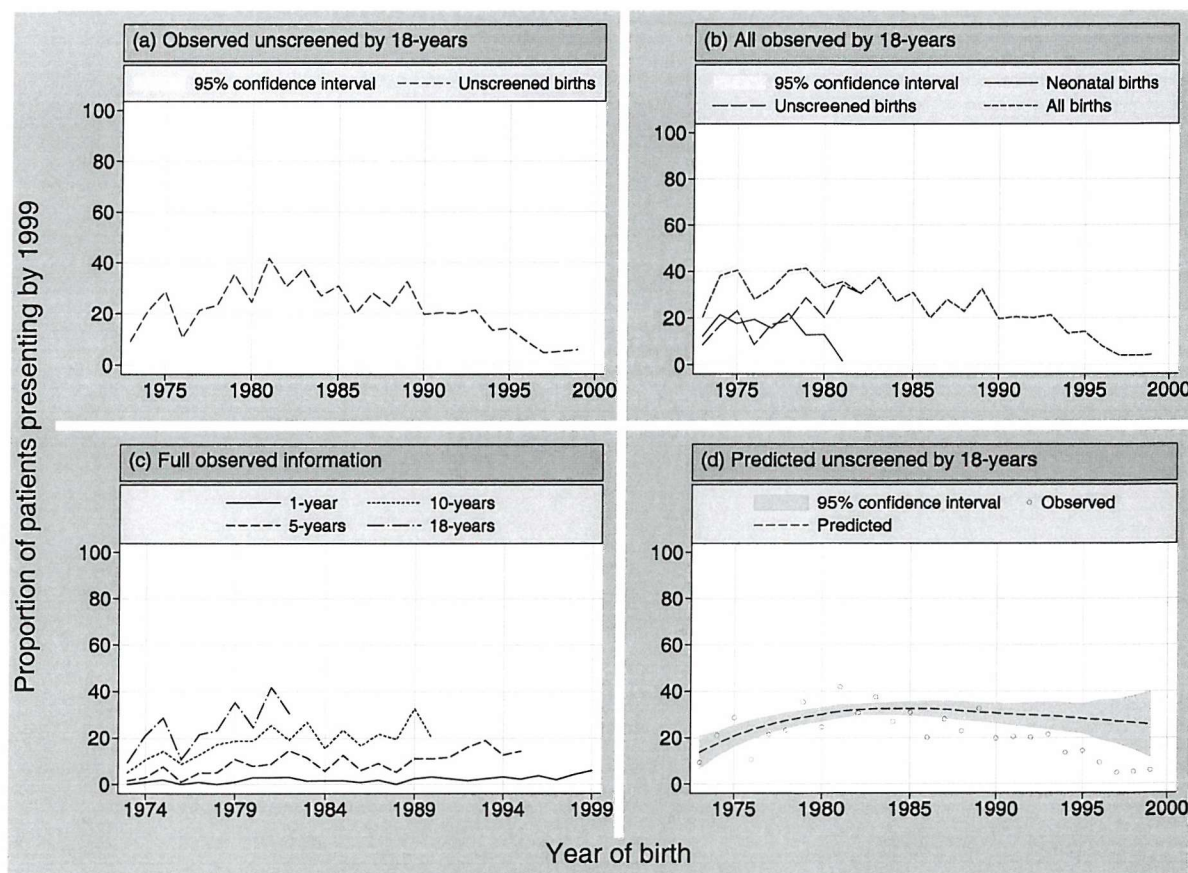 Proportion of patients presenting by 1999
(a) Observed unscreened by 18-years
95% confidence interval Unscreened births
100
80
60
40
20
0
1975 1980 1985 1990 1995 2000
(b) All observed by 18-years
95% confidence interval Neonatal births
Unscreened births All births
100
80
60
40
20
0
1975 1980 1985 1990 1995 2000
(c) Full observed information
1-year 10-years
5-years 18-years
100
80
60
40
20
0
1974 1979 1984 1989 1994 1999
(d) Predicted unscreened by 18-years
95% confidence interval Observed
Predicted
100
80
60
40
20
0
1975 1980 1985 1990 1995 2000
Year of birth